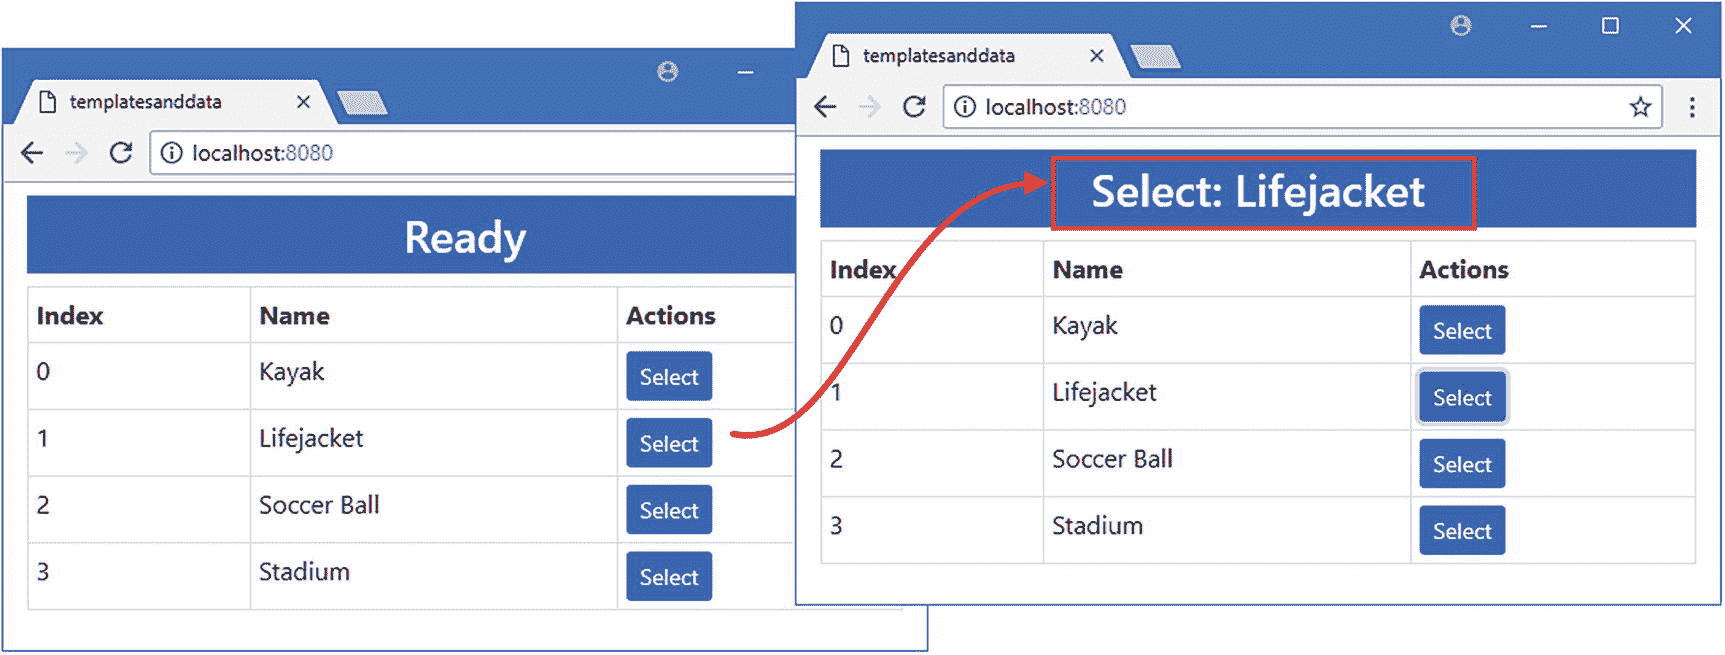 templatesanddata
localhost:8080
Ready
Index Name Actions
0 Kayak Select
1 Lifejacket Select
2 Soccer Ball Select
3 Stadium Select
templatesanddata
localhost:8080
Select: Lifejacket
Index Name Actions
0 Kayak Select
1 Lifejacket Select
2 Soccer Ball Select
3 Stadium Select